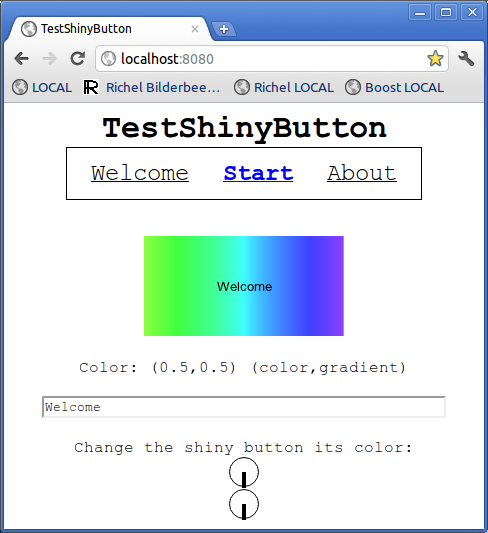 TestShinyButton
localhost:8080
LOCAL Richel Bilderbee... Richel LOCAL Boost LOCAL
TestShinyButton
Welcome Start About
Welcome
Color: (0.5,0.5) (color,gradient)
Welcome
Change the shiny button its color: